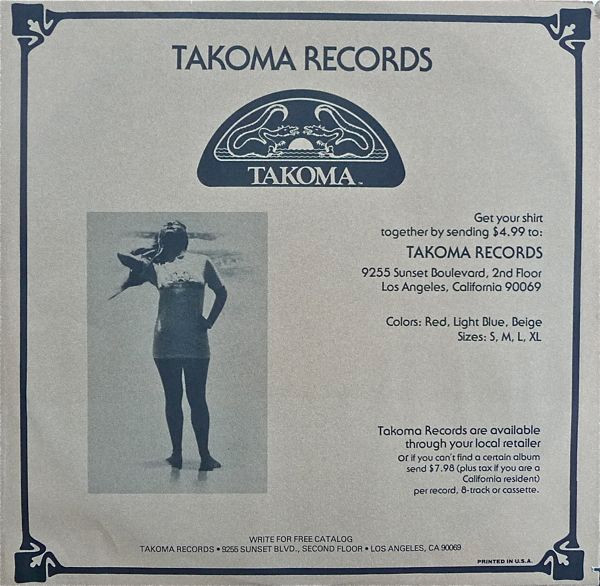 TAKOMA RECORDS
TAKOMA™
Get your shirt
together by sending $4.99 to:
TAKOMA RECORDS
9255 Sunset Boulevard, 2nd Floor
Los Angeles, California 90069
Colors: Red, Light Blue, Beige
Sizes: S, M, L, XL
Takoma Records are available
through your local retailer
or if you can't find a certain album
send $7.98 (plus tax if you are a
California resident)
per record, 8-track or cassette.
WRITE FOR FREE CATALOG
TAKOMA RECORDS • 9255 SUNSET BLVD., SECOND FLOOR • LOS ANGELES, CA 90069
PRINTED IN U.S.A.